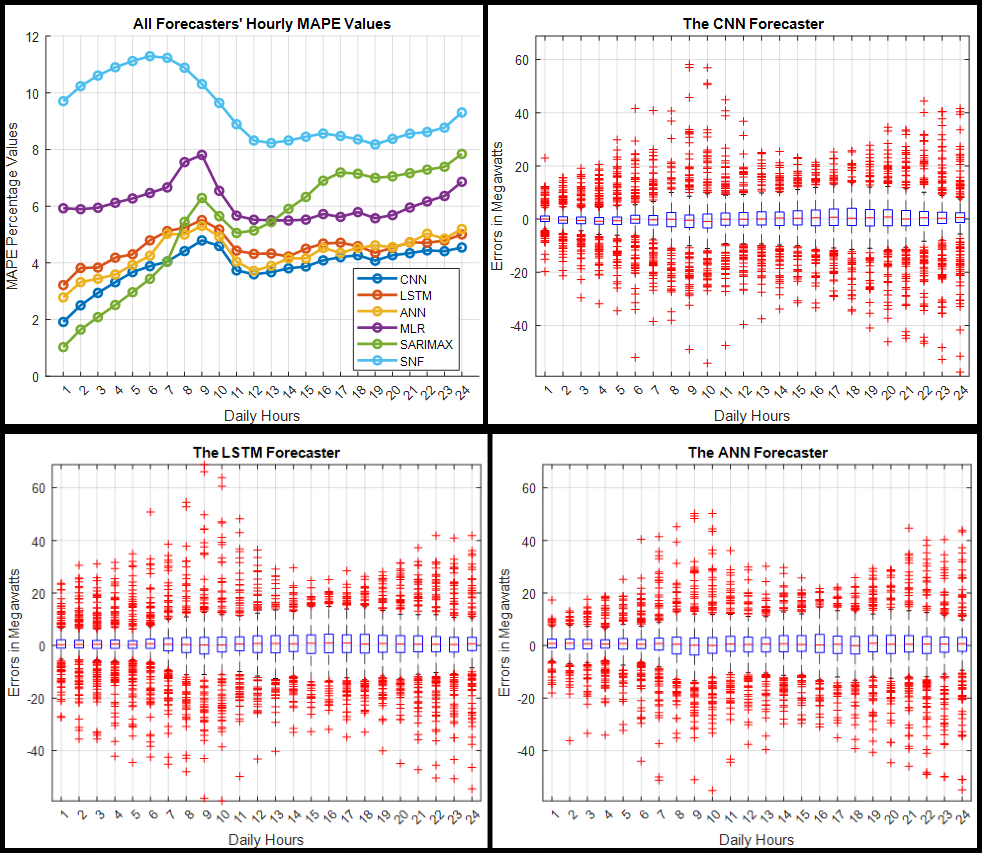 All Forecasters' Hourly MAPE Values
MAPE Percentage Values
12
10
8
6
4
2
0
CNN
LSTM
ANN
MLR
SARIMAX
SNF
1 2 3 4 5 6 7 8 9 10 11 12 13 14 15 16 17 18 19 20 21 22 23 24
Daily Hours
The CNN Forecaster
Errors in Megawatts
60
40
20
0
-20
-40
1 2 3 4 5 6 7 8 9 10 11 12 13 14 15 16 17 18 19 20 21 22 23 24
Daily Hours
The LSTM Forecaster
Errors in Megawatts
60
40
20
0
-20
-40
1 2 3 4 5 6 7 8 9 10 11 12 13 14 15 16 17 18 19 20 21 22 23 24
Daily Hours
The ANN Forecaster
Errors in Megawatts
60
40
20
0
-20
-40
1 2 3 4 5 6 7 8 9 10 11 12 13 14 15 16 17 18 19 20 21 22 23 24
Daily Hours